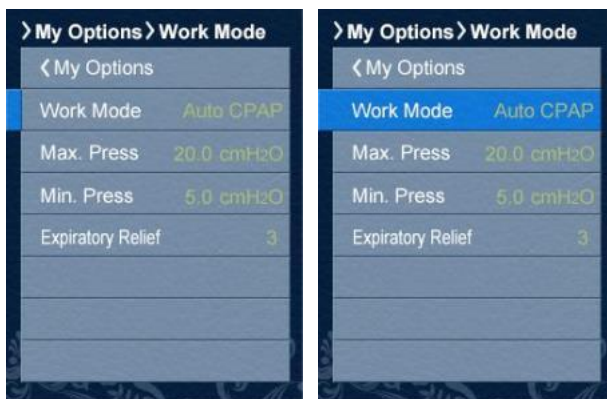 〉My Options〉Work Mode
〈My Options
Work Mode Auto CPAP
Max. Press 20.0 cmH2O
Min. Press 5.0 cmH2O
Expiratory Relief 3
〉My Options〉Work Mode
〈My Options
Work Mode Auto CPAP
Max. Press 20.0 cmH2O
Min. Press 5.0 cmH2O
Expiratory Relief 3